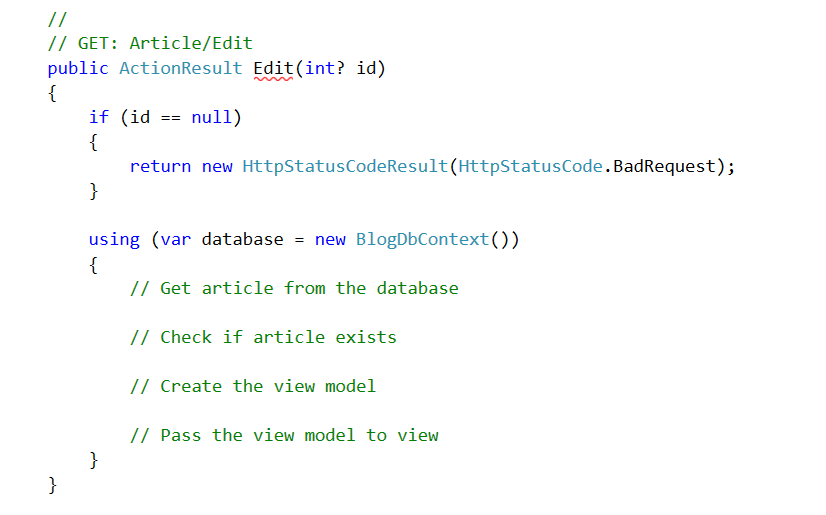 //
// GET: Article/Edit
public ActionResult Edit(int? id)
{
    if (id == null)
    {
        return new HttpStatusCodeResult(HttpStatusCode.BadRequest);
    }

    using (var database = new BlogDbContext())
    {
        // Get article from the database

        // Check if article exists

        // Create the view model

        // Pass the view model to view
    }
}